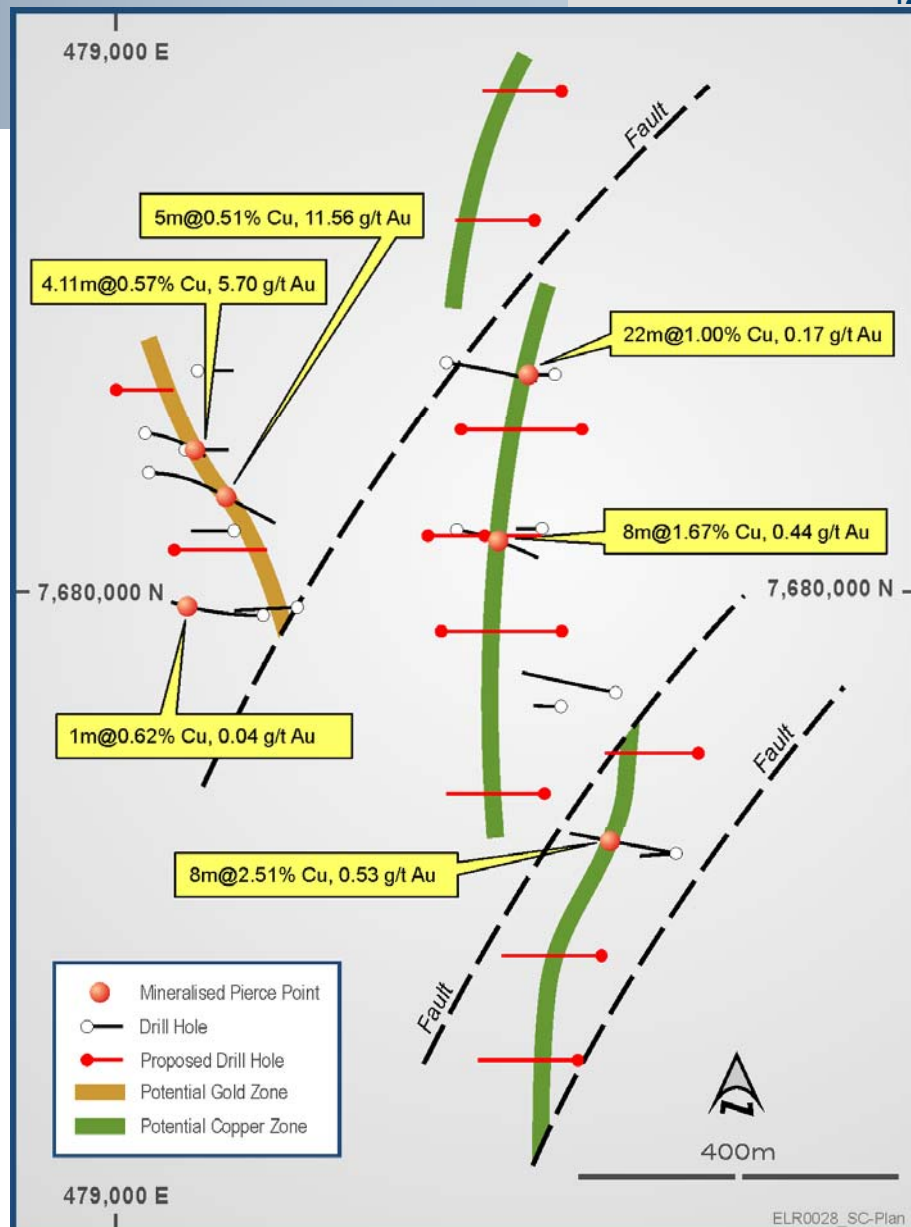 479,000 E
Fault
5m@0.51% Cu, 11.56 g/t Au
4.11m@0.57% Cu, 5.70 g/t Au
22m@1.00% Cu, 0.17 g/t Au
8m@1.67% Cu, 0.44 g/t Au
7,680,000 N
7,680,000 N
1m@0.62% Cu, 0.04 g/t Au
Fault
8m@2.51% Cu, 0.53 g/t Au
Fault
Mineralised Pierce Point
Drill Hole
Proposed Drill Hole
Potential Gold Zone
Potential Copper Zone
N
400m
479,000 E
ELR0028_SC-Plan